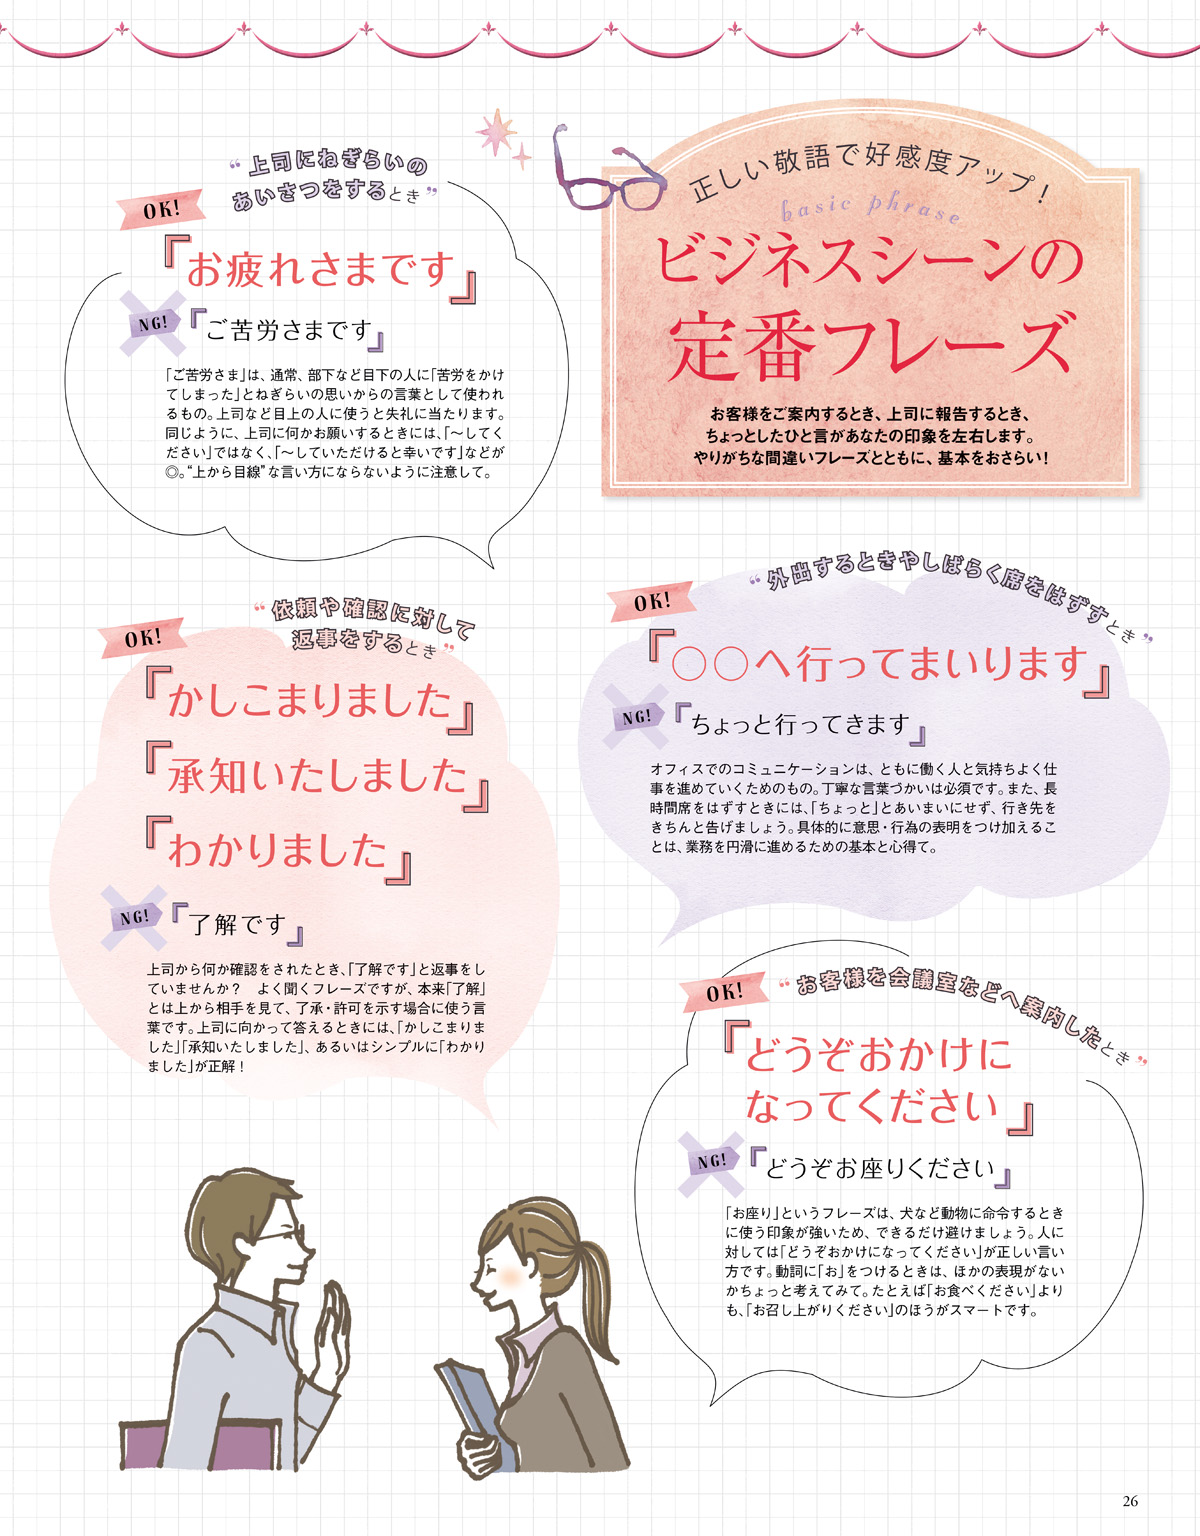 正しい敬語で好感度アップ！
basic phrase
ビジネスシーンの
定番フレーズ
お客様をご案内するとき、上司に報告するとき、
ちょっとしたひと言があなたの印象を左右します。
やりがちな間違いフレーズとともに、基本をおさらい！
“上司にねぎらいの
あいさつをするとき”
OK!
『お疲れさまです』
NG!
『ご苦労さまです』
「ご苦労さま」は、通常、部下など目下の人に「苦労をかけ
てしまった」とねぎらいの思いからの言葉として使われ
るもの。上司など目上の人に使うと失礼に当たります。
同じように、上司に何かお願いするときには、「〜してく
ださい」ではなく、「〜していただけると幸いです」などが
◎。“上から目線”な言い方にならないように注意して。
“依頼や確認に対して
返事をするとき”
OK!
『かしこまりました』
『承知いたしました』
『わかりました』
NG!
『了解です』
上司から何か確認をされたとき、「了解です」と返事をし
ていませんか？　よく聞くフレーズですが、本来「了解」
とは上から相手を見て、了承・許可を示す場合に使う言
葉です。上司に向かって答えるときには、「かしこまりま
した」「承知いたしました」、あるいはシンプルに「わかり
ました」が正解！
“外出するときやしばらく席をはずすとき”
OK!
『○○へ行ってまいります』
NG!
『ちょっと行ってきます』
オフィスでのコミュニケーションは、ともに働く人と気持ちよく仕
事を進めていくためのもの。丁寧な言葉づかいは必須です。また、長
時間席をはずすときには、「ちょっと」とあいまいにせず、行き先を
きちんと告げましょう。具体的に意思・行為の表明をつけ加えるこ
とは、業務を円滑に進めるための基本と心得て。
“お客様を会議室などへ案内したとき”
OK!
『どうぞおかけに
なってください』
NG!
『どうぞお座りください』
「お座り」というフレーズは、犬など動物に命令するとき
に使う印象が強いため、できるだけ避けましょう。人に
対しては「どうぞおかけになってください」が正しい言い
方です。動詞に「お」をつけるときは、ほかの表現がない
かちょっと考えてみて。たとえば「お食べください」より
も、「お召し上がりください」のほうがスマートです。
26